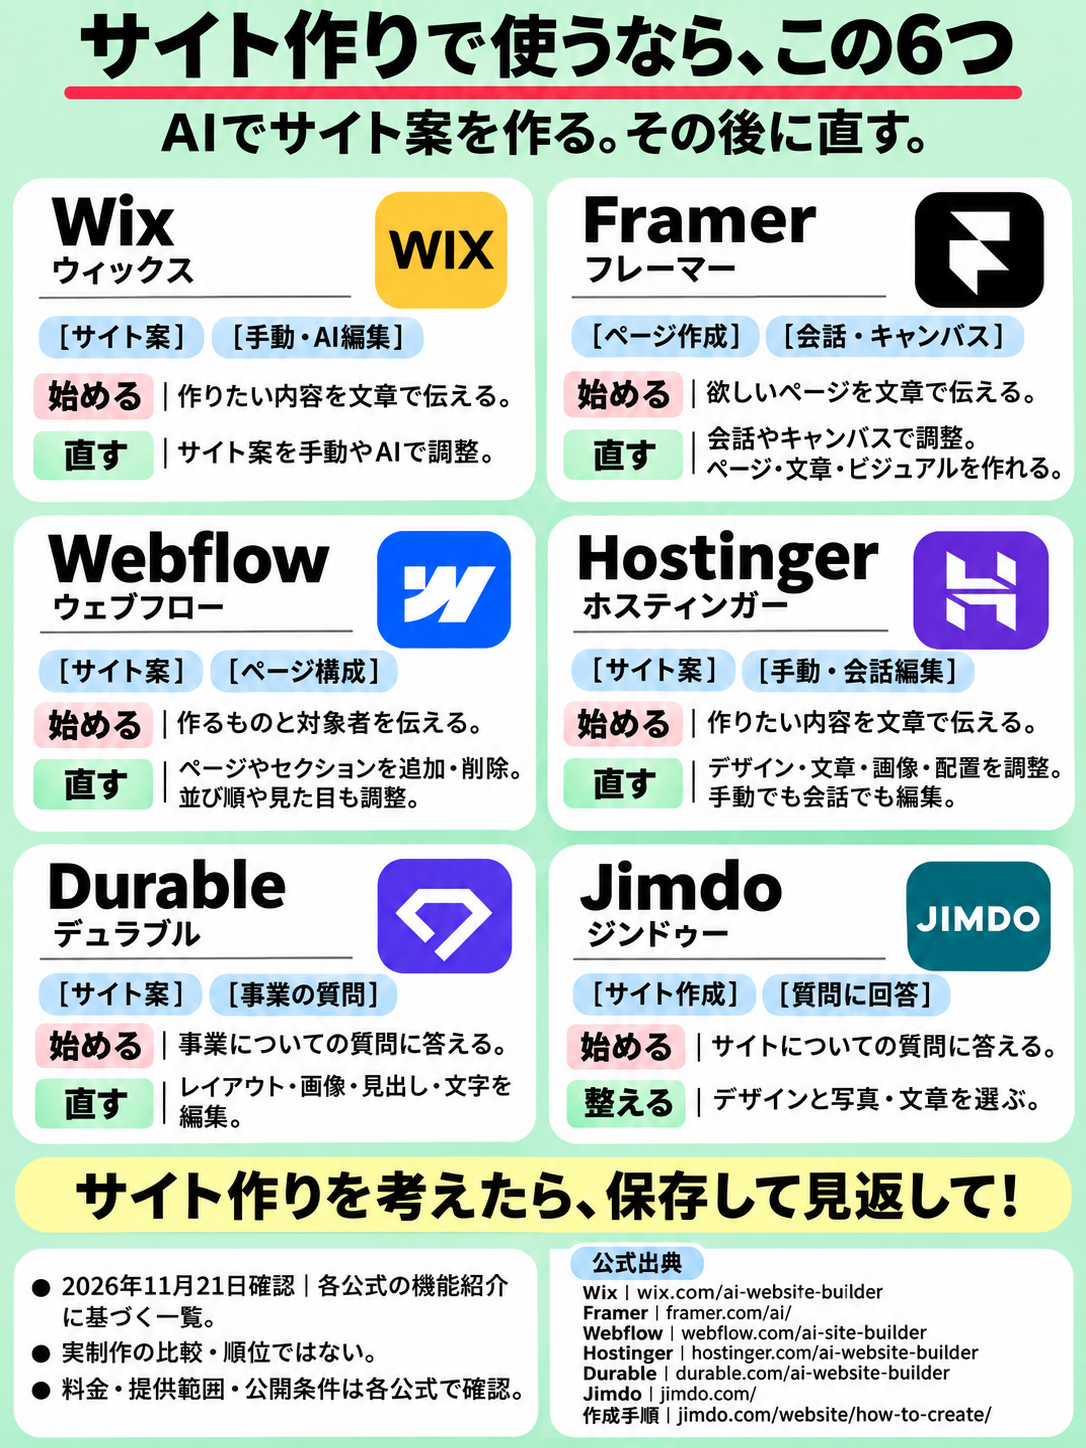 サイト作りで使うなら、この6つ
AIでサイト案を作る。その後に直す。
Wix
ウィックス
WIX
［サイト案］ ［手動・AI編集］
始める｜作りたい内容を文章で伝える。
直す｜サイト案を手動やAIで調整。
Framer
フレーマー
［ページ作成］ ［会話・キャンバス］
始める｜欲しいページを文章で伝える。
直す｜会話やキャンバスで調整。
ページ・文章・ビジュアルを作れる。
Webflow
ウェブフロー
［サイト案］ ［ページ構成］
始める｜作るものと対象者を伝える。
直す｜ページやセクションを追加・削除。
並び順や見た目も調整。
Hostinger
ホスティンガー
［サイト案］ ［手動・会話編集］
始める｜作りたい内容を文章で伝える。
直す｜デザイン・文章・画像・配置を調整。
手動でも会話でも編集。
Durable
デュラブル
［サイト案］ ［事業の質問］
始める｜事業についての質問に答える。
直す｜レイアウト・画像・見出し・文字を
編集。
Jimdo
ジンドゥー
JIMDO
［サイト作成］ ［質問に回答］
始める｜サイトについての質問に答える。
整える｜デザインと写真・文章を選ぶ。
サイト作りを考えたら、保存して見返して！
● 2026年11月21日確認｜各公式の機能紹介
に基づく一覧。
● 実制作の比較・順位ではない。
● 料金・提供範囲・公開条件は各公式で確認。
公式出典
Wix｜wix.com/ai-website-builder
Framer｜framer.com/ai/
Webflow｜webflow.com/ai-site-builder
Hostinger｜hostinger.com/ai-website-builder
Durable｜durable.com/ai-website-builder
Jimdo｜jimdo.com/
作成手順｜jimdo.com/website/how-to-create/